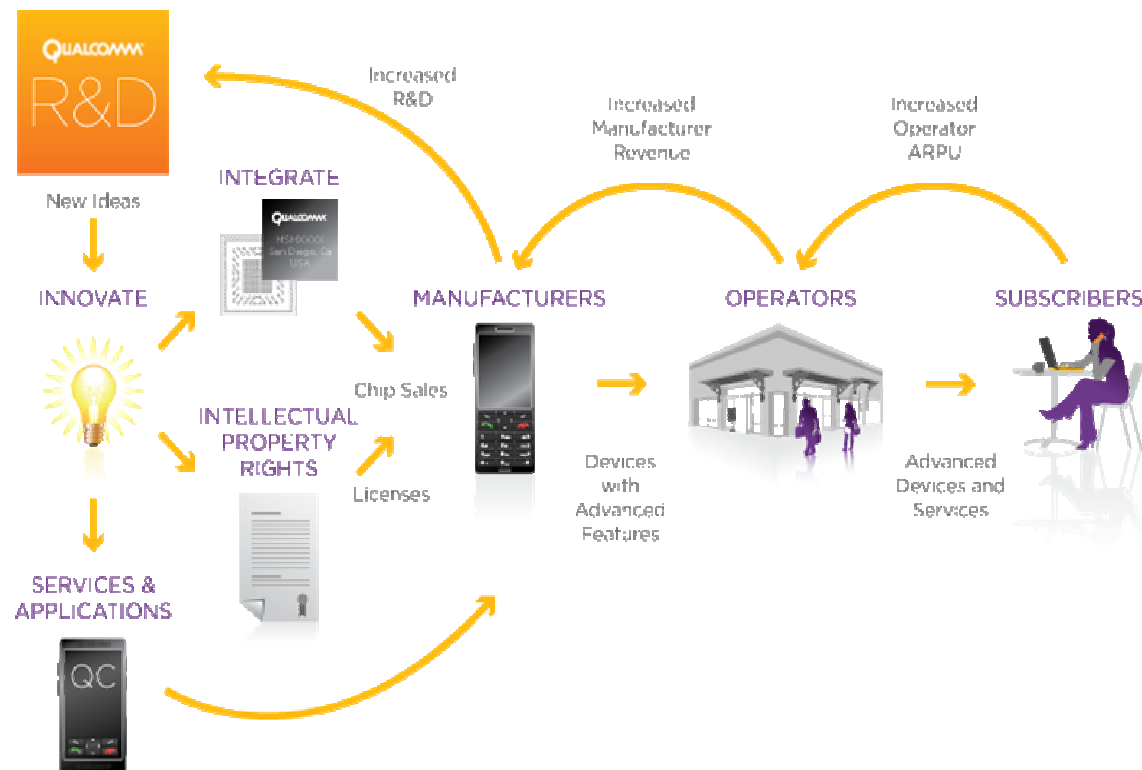 QUALCOMM
R&D
New Ideas
INNOVATE
INTEGRATE
QUALCOMM
San Diego, Ca
USA
INTELLECTUAL
PROPERTY
RIGHTS
SERVICES &
APPLICATIONS
QC
Chip Sales
Licenses
Increased
R&D
MANUFACTURERS
Devices
with
Advanced
Features
Increased
Manufacturer
Revenue
OPERATORS
Advanced
Devices and
Services
Increased
Operator
ARPU
SUBSCRIBERS